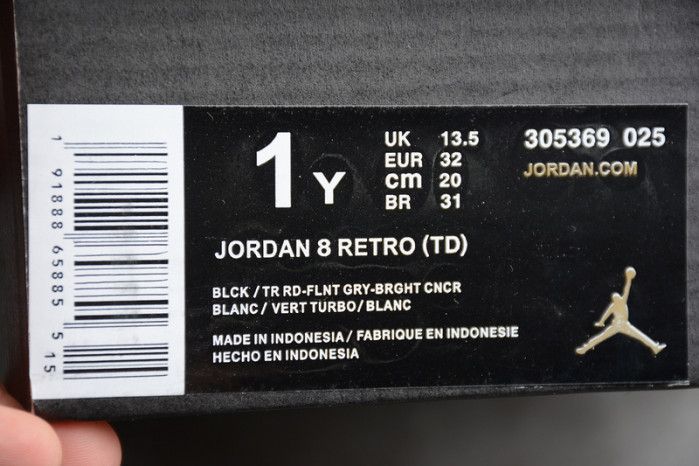 1 91888 65885 5 15
1Y
UK 13.5
EUR 32
cm 20
BR 31
305369 025
JORDAN.COM
JORDAN 8 RETRO (TD)
BLCK / TR RD-FLNT GRY-BRGHT CNCR
BLANC / VERT TURBO / BLANC
MADE IN INDONESIA / FABRIQUE EN INDONESIE
HECHO EN INDONESIA